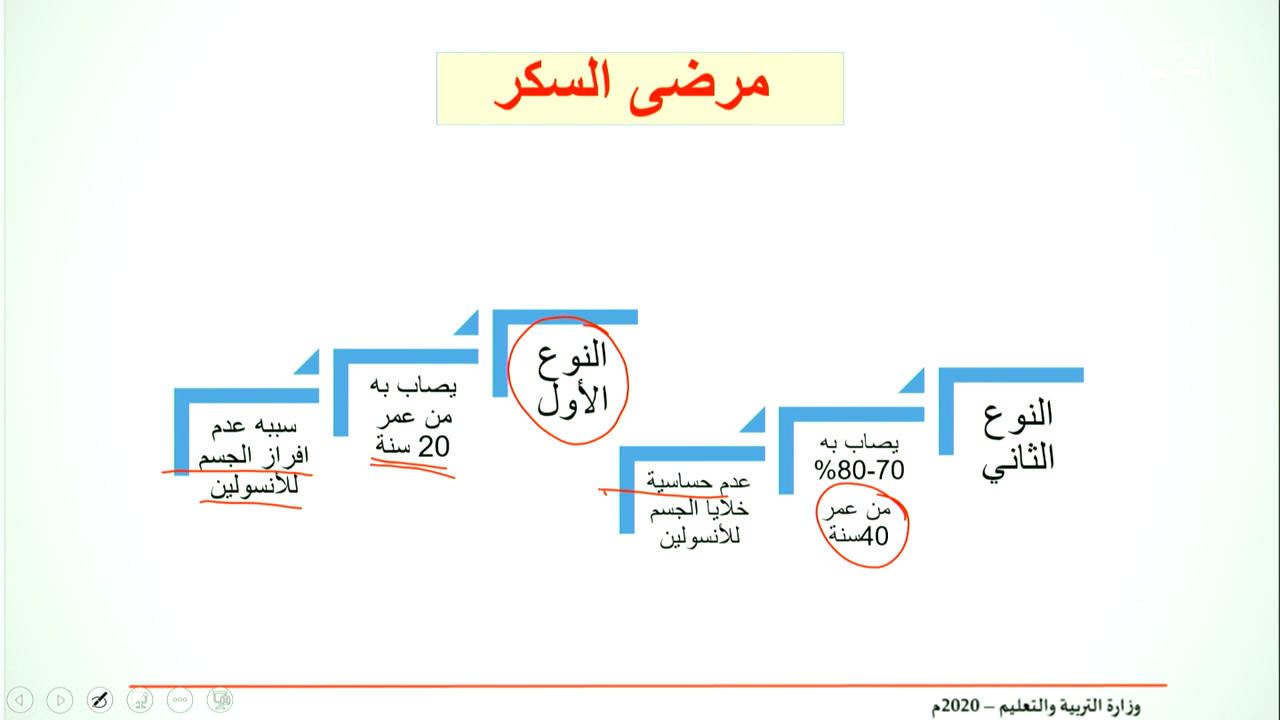 مرضى السكر
النوع
الأول
يصاب به
من عمر
20 سنة
سببه عدم
افراز الجسم
للأنسولين
النوع
الثاني
يصاب به
70-80%
من عمر
40سنة
عدم حساسية
خلايا الجسم
للأنسولين
وزارة التربية والتعليم – 2020م